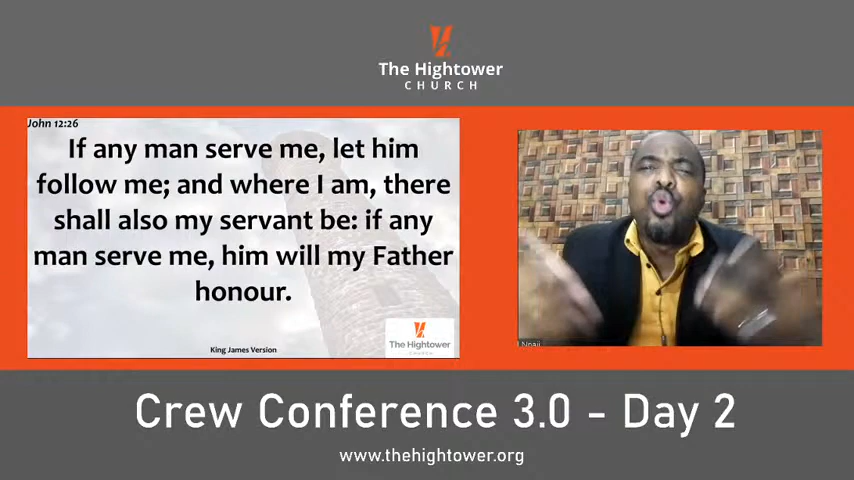 The Hightower
CHURCH
John 12:26
If any man serve me, let him
follow me; and where I am, there
shall also my servant be: if any
man serve me, him will my Father
honour.
King James Version
The Hightower
CHURCH
Crew Conference 3.0 - Day 2
www.thehightower.org